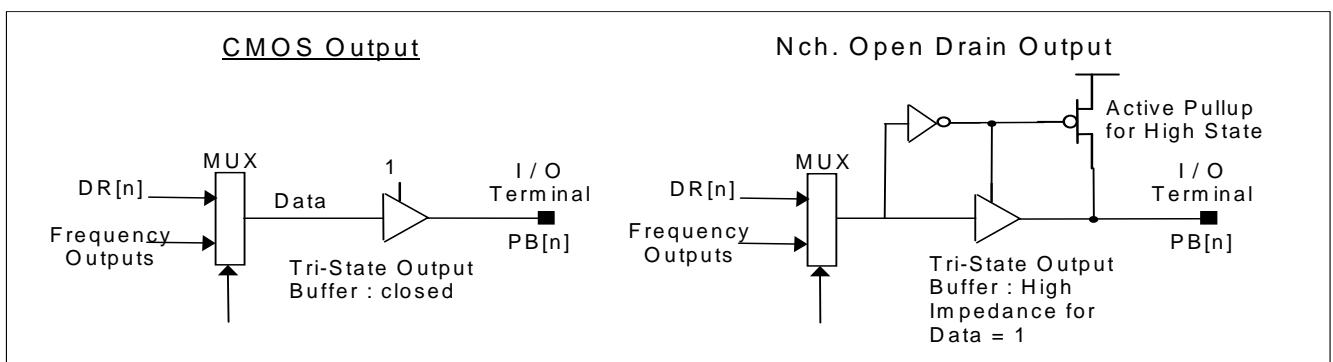 CMOS Output
1
MUX
I / O
Terminal
DR[n]
Data
Frequency
Outputs
PB[n]
Tri-State Output
Buffer : closed
Nch. Open Drain Output
Active Pullup
for High State
MUX
I / O
Terminal
DR[n]
Frequency
Outputs
PB[n]
Tri-State Output
Buffer : High
Impedance for
Data = 1